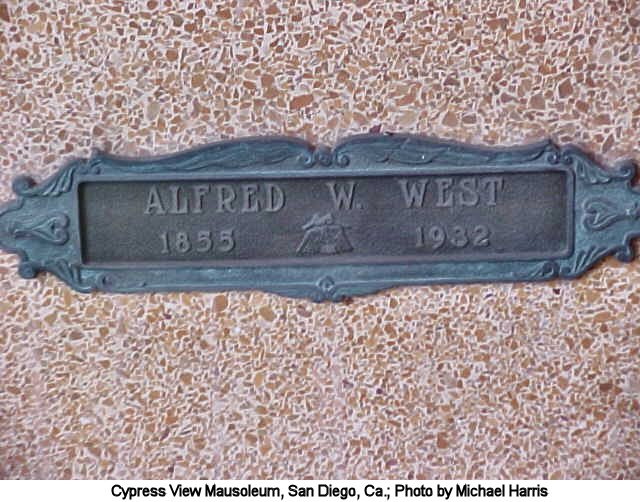 ALFRED W. WEST
1855 1932
Cypress View Mausoleum, San Diego, Ca.; Photo by Michael Harris